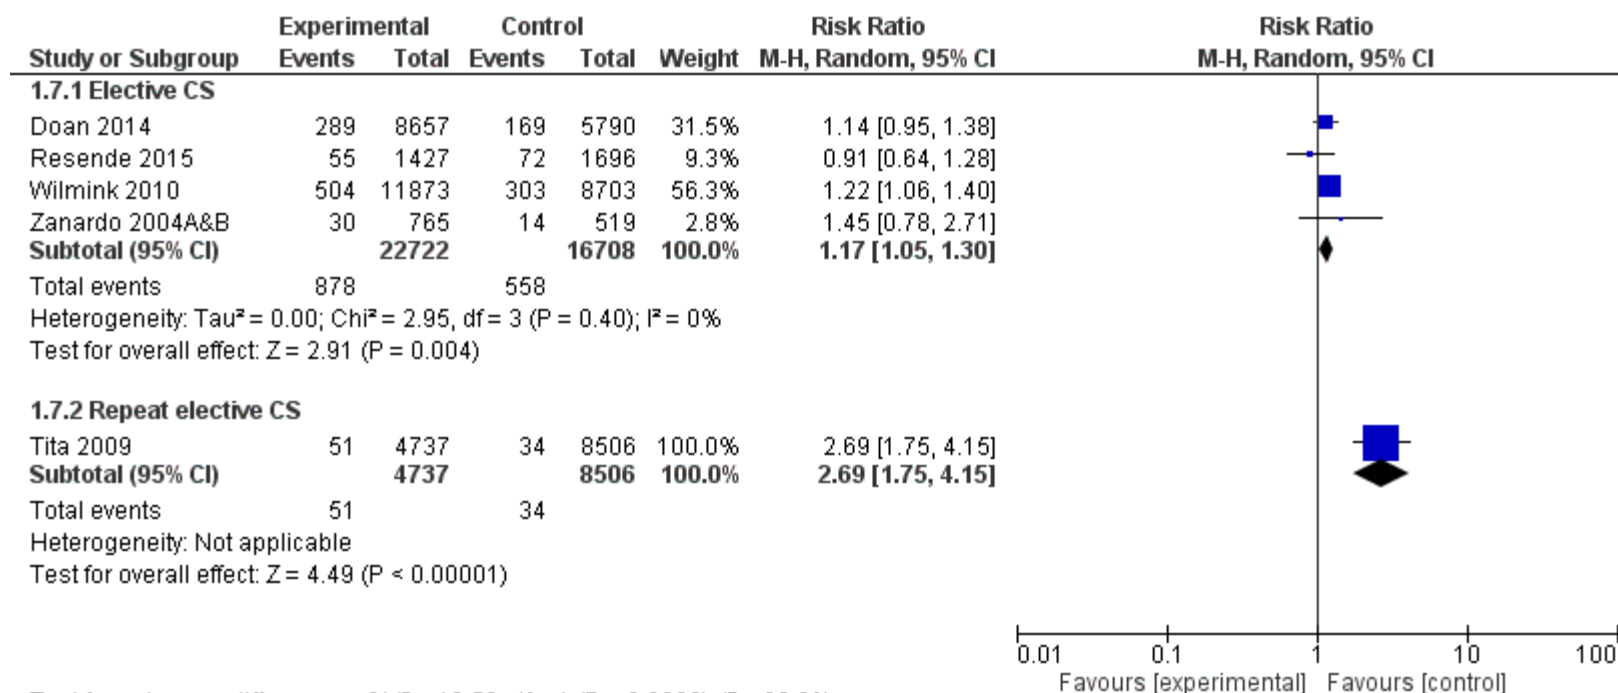 Experimental Control Risk Ratio Risk Ratio
Study or Subgroup Events Total Events Total Weight M-H, Random, 95% CI M-H, Random, 95% CI
1.7.1 Elective CS
Doan 2014 289 8657 169 5790 31.5% 1.14 [0.95, 1.38]
Resende 2015 55 1427 72 1696 9.3% 0.91 [0.64, 1.28]
Wilmink 2010 504 11873 303 8703 56.3% 1.22 [1.06, 1.40]
Zanardo 2004A&B 30 765 14 519 2.8% 1.45 [0.78, 2.71]
Subtotal (95% CI) 22722 16708 100.0% 1.17 [1.05, 1.30]
Total events 878 558
Heterogeneity: Tau² = 0.00; Chi² = 2.95, df = 3 (P = 0.40); I² = 0%
Test for overall effect: Z = 2.91 (P = 0.004)
1.7.2 Repeat elective CS
Tita 2009 51 4737 34 8506 100.0% 2.69 [1.75, 4.15]
Subtotal (95% CI) 4737 8506 100.0% 2.69 [1.75, 4.15]
Total events 51 34
Heterogeneity: Not applicable
Test for overall effect: Z = 4.49 (P < 0.00001)
0.01 0.1 1 10 100
Favours [experimental] Favours [control]